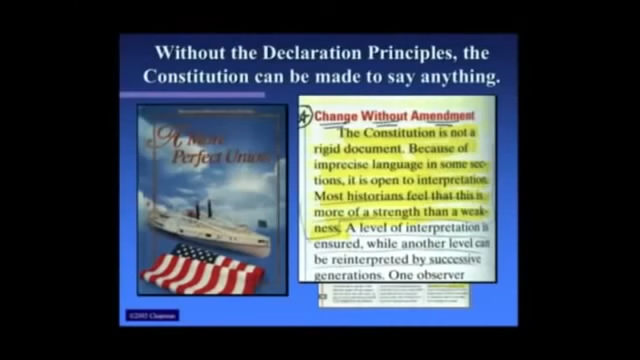 Without the Declaration Principles, the
Constitution can be made to say anything.
A More
Perfect Union
Change Without Amendment
The Constitution is not a
rigid document. Because of
imprecise language in some sec-
tions, it is open to interpretation.
Most historians feel that this is
more of a strength than a weak-
ness. A level of interpretation is
ensured, while another level can
be reinterpreted by successive
generations. One observer
©2005 Chapman